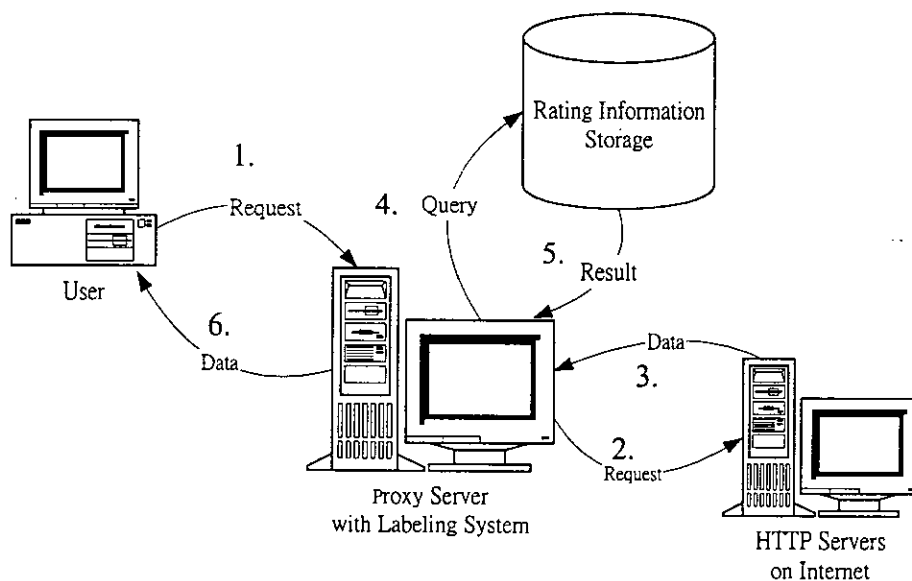 Rating Information
Storage
1.
Request
4.
Query
User
5.
Result
6.
Data
Data
3.
2.
Request
Proxy Server
with Labeling System
HTTP Servers
on Internet